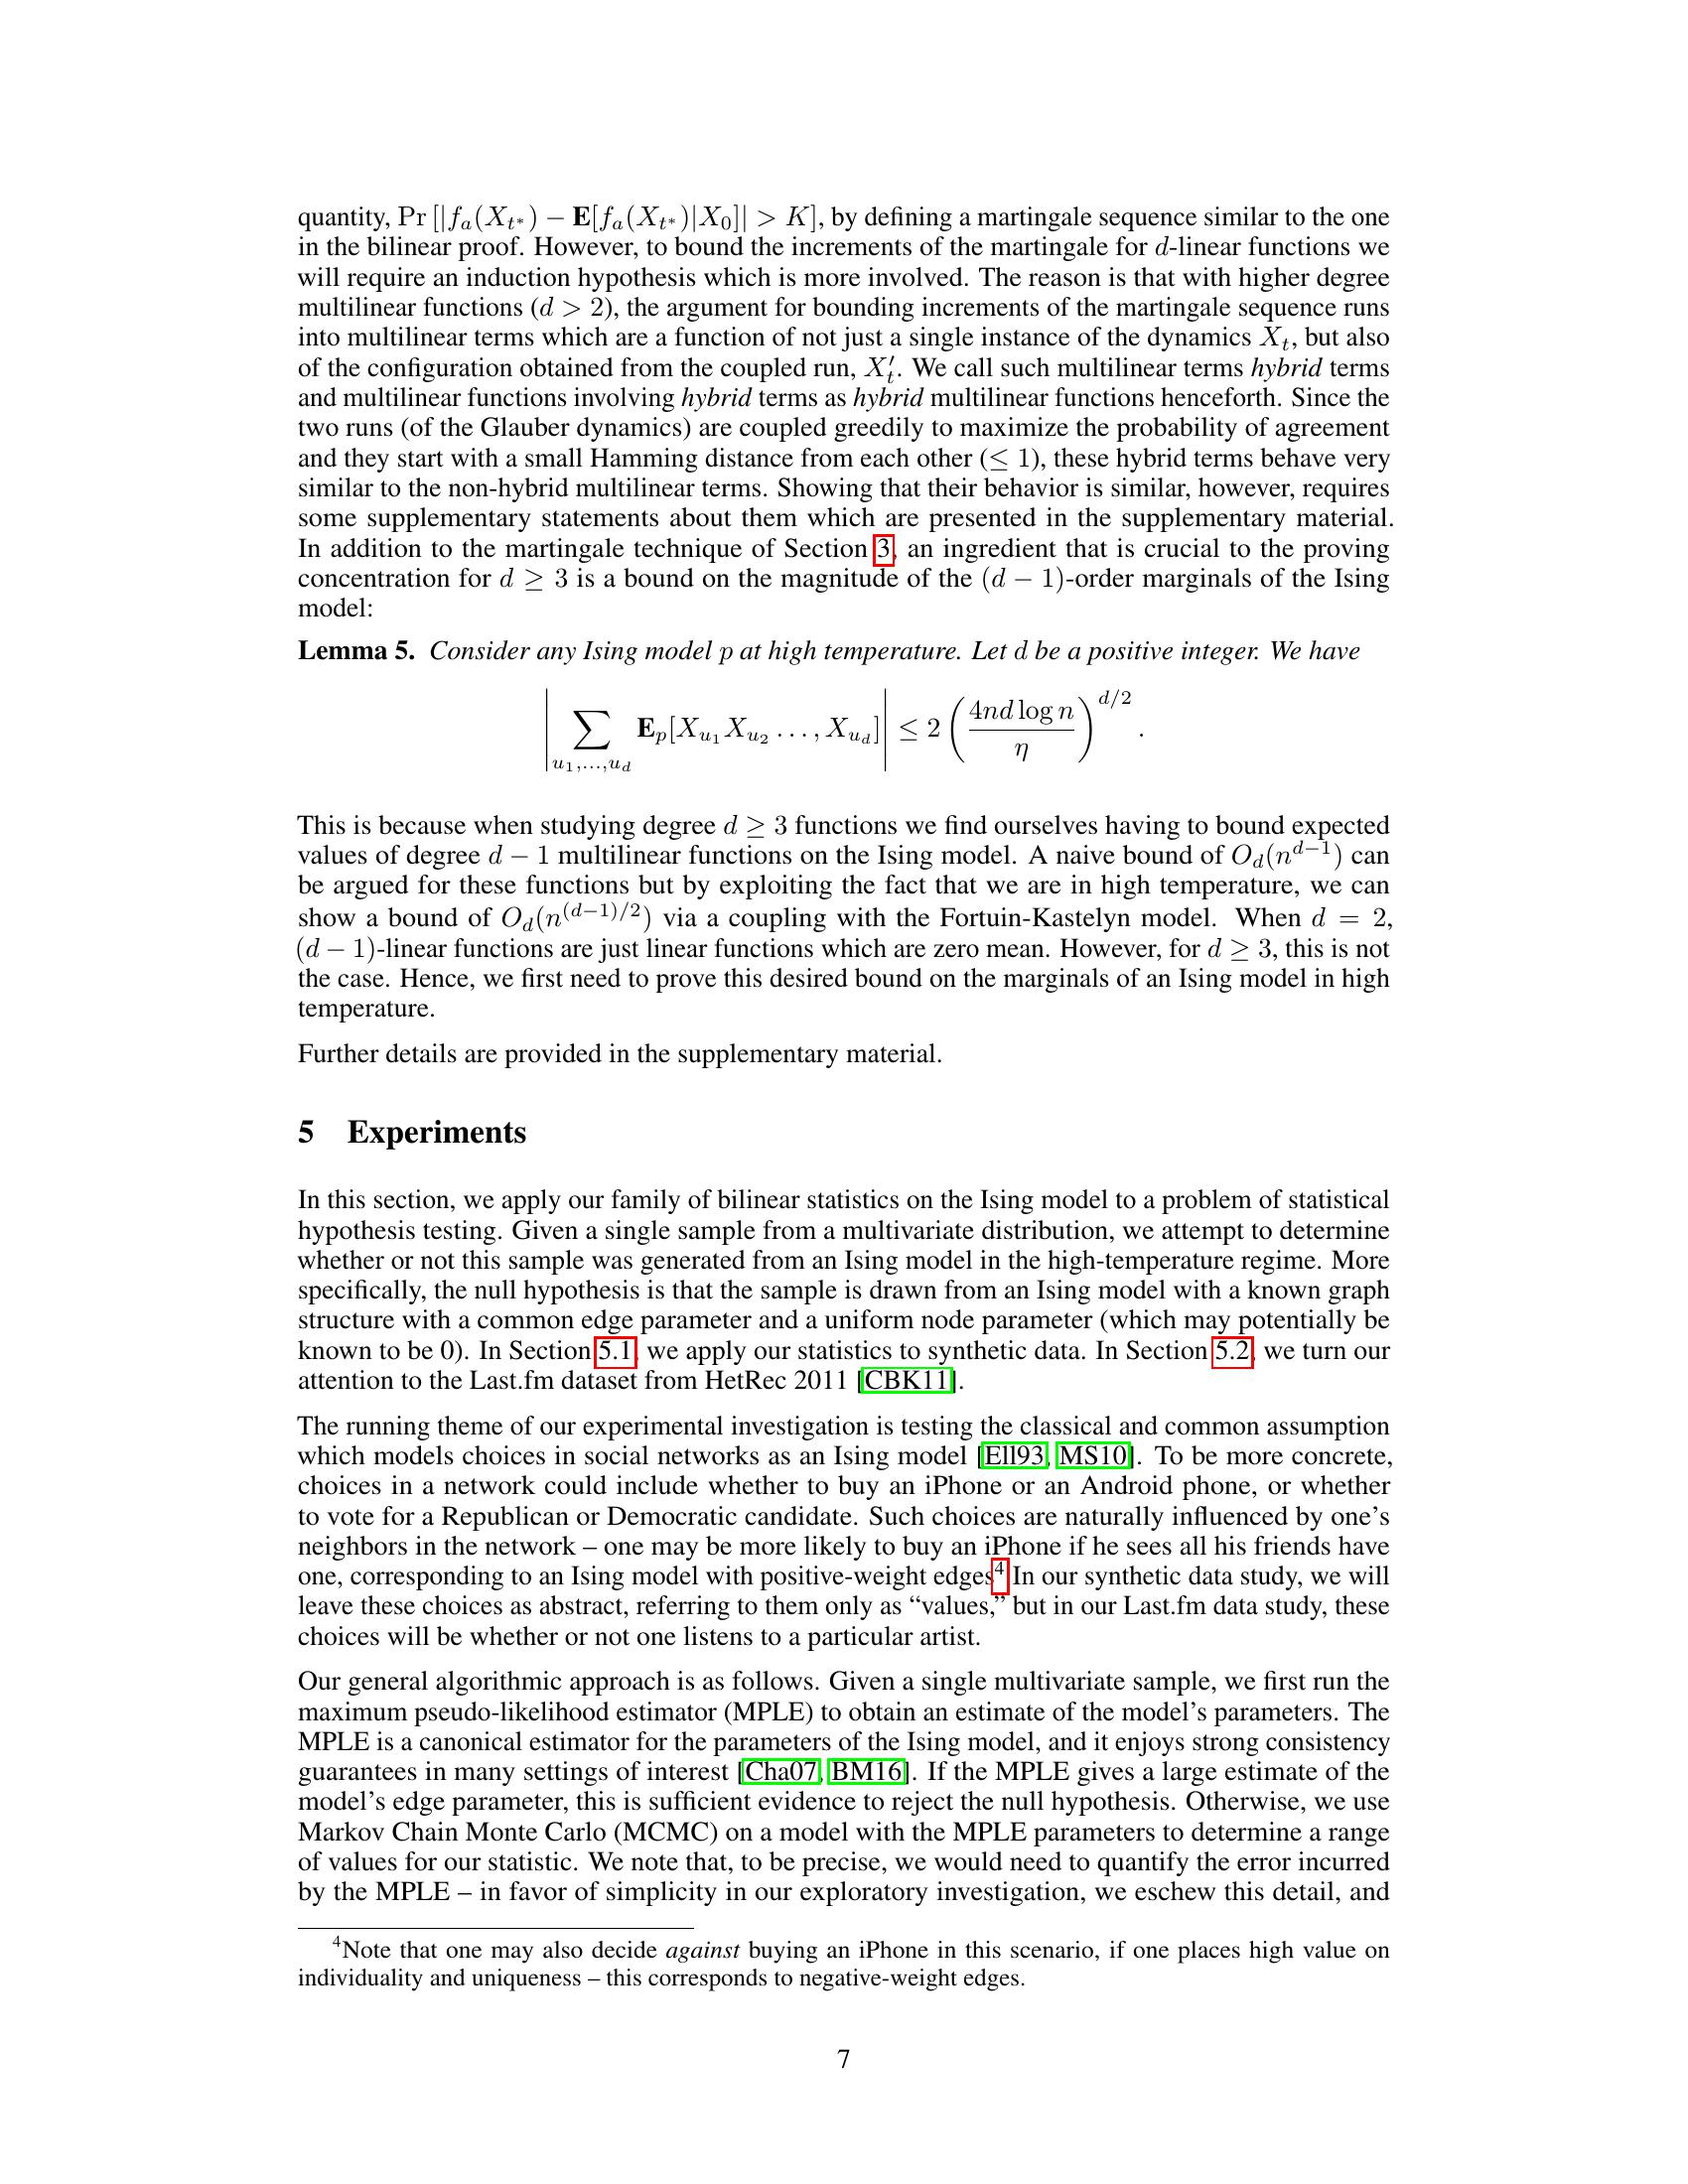 quantity, Pr [|f_a(X_{t*}) − E[f_a(X_{t*})|X_0]| > K], by defining a martingale sequence similar to the one
in the bilinear proof. However, to bound the increments of the martingale for d-linear functions we
will require an induction hypothesis which is more involved. The reason is that with higher degree
multilinear functions (d > 2), the argument for bounding increments of the martingale sequence runs
into multilinear terms which are a function of not just a single instance of the dynamics X_t, but also
of the configuration obtained from the coupled run, X′_t. We call such multilinear terms hybrid terms
and multilinear functions involving hybrid terms as hybrid multilinear functions henceforth. Since the
two runs (of the Glauber dynamics) are coupled greedily to maximize the probability of agreement
and they start with a small Hamming distance from each other (≤ 1), these hybrid terms behave very
similar to the non-hybrid multilinear terms. Showing that their behavior is similar, however, requires
some supplementary statements about them which are presented in the supplementary material.
In addition to the martingale technique of Section 3, an ingredient that is crucial to the proving
concentration for d ≥ 3 is a bound on the magnitude of the (d − 1)-order marginals of the Ising
model:
Lemma 5. Consider any Ising model p at high temperature. Let d be a positive integer. We have
|∑_{u_1,...,u_d} E_p[X_{u_1} X_{u_2} . . . , X_{u_d}]| ≤ 2 (4nd log n / η)^{d/2}.
This is because when studying degree d ≥ 3 functions we find ourselves having to bound expected
values of degree d − 1 multilinear functions on the Ising model. A naive bound of O_d(n^{d−1}) can
be argued for these functions but by exploiting the fact that we are in high temperature, we can
show a bound of O_d(n^{(d−1)/2}) via a coupling with the Fortuin-Kastelyn model. When d = 2,
(d − 1)-linear functions are just linear functions which are zero mean. However, for d ≥ 3, this is not
the case. Hence, we first need to prove this desired bound on the marginals of an Ising model in high
temperature.
Further details are provided in the supplementary material.
5 Experiments
In this section, we apply our family of bilinear statistics on the Ising model to a problem of statistical
hypothesis testing. Given a single sample from a multivariate distribution, we attempt to determine
whether or not this sample was generated from an Ising model in the high-temperature regime. More
specifically, the null hypothesis is that the sample is drawn from an Ising model with a known graph
structure with a common edge parameter and a uniform node parameter (which may potentially be
known to be 0). In Section 5.1, we apply our statistics to synthetic data. In Section 5.2, we turn our
attention to the Last.fm dataset from HetRec 2011 [CBK11].
The running theme of our experimental investigation is testing the classical and common assumption
which models choices in social networks as an Ising model [Ell93, MS10]. To be more concrete,
choices in a network could include whether to buy an iPhone or an Android phone, or whether
to vote for a Republican or Democratic candidate. Such choices are naturally influenced by one's
neighbors in the network – one may be more likely to buy an iPhone if he sees all his friends have
one, corresponding to an Ising model with positive-weight edges⁴ In our synthetic data study, we will
leave these choices as abstract, referring to them only as “values,” but in our Last.fm data study, these
choices will be whether or not one listens to a particular artist.
Our general algorithmic approach is as follows. Given a single multivariate sample, we first run the
maximum pseudo-likelihood estimator (MPLE) to obtain an estimate of the model's parameters. The
MPLE is a canonical estimator for the parameters of the Ising model, and it enjoys strong consistency
guarantees in many settings of interest [Cha07, BM16]. If the MPLE gives a large estimate of the
model's edge parameter, this is sufficient evidence to reject the null hypothesis. Otherwise, we use
Markov Chain Monte Carlo (MCMC) on a model with the MPLE parameters to determine a range
of values for our statistic. We note that, to be precise, we would need to quantify the error incurred
by the MPLE – in favor of simplicity in our exploratory investigation, we eschew this detail, and
⁴Note that one may also decide against buying an iPhone in this scenario, if one places high value on
individuality and uniqueness – this corresponds to negative-weight edges.
7